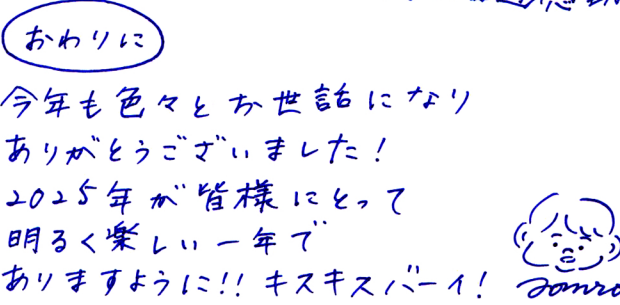 おわりに
今年も色々とお世話になり
ありがとうございました!
2025年が皆様にとって
明るく楽しい一年で
ありますように!! キスキスバーイ!